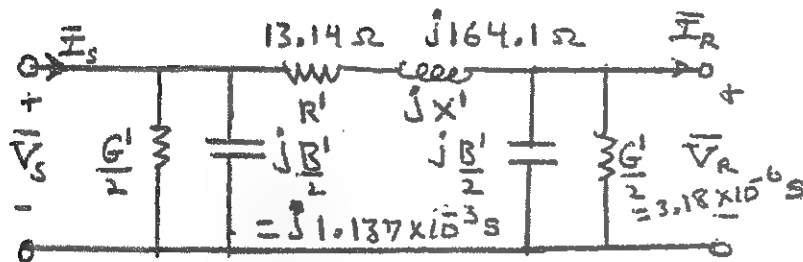 Ī_S 13.14 Ω j164.1 Ω Ī_R
+ R' jX' +
V̄_S G'/2 jB'/2 jB'/2 G'/2 V̄_R
= j1.137 × 10^-3 S
= 3.18 × 10^-6 S
- -